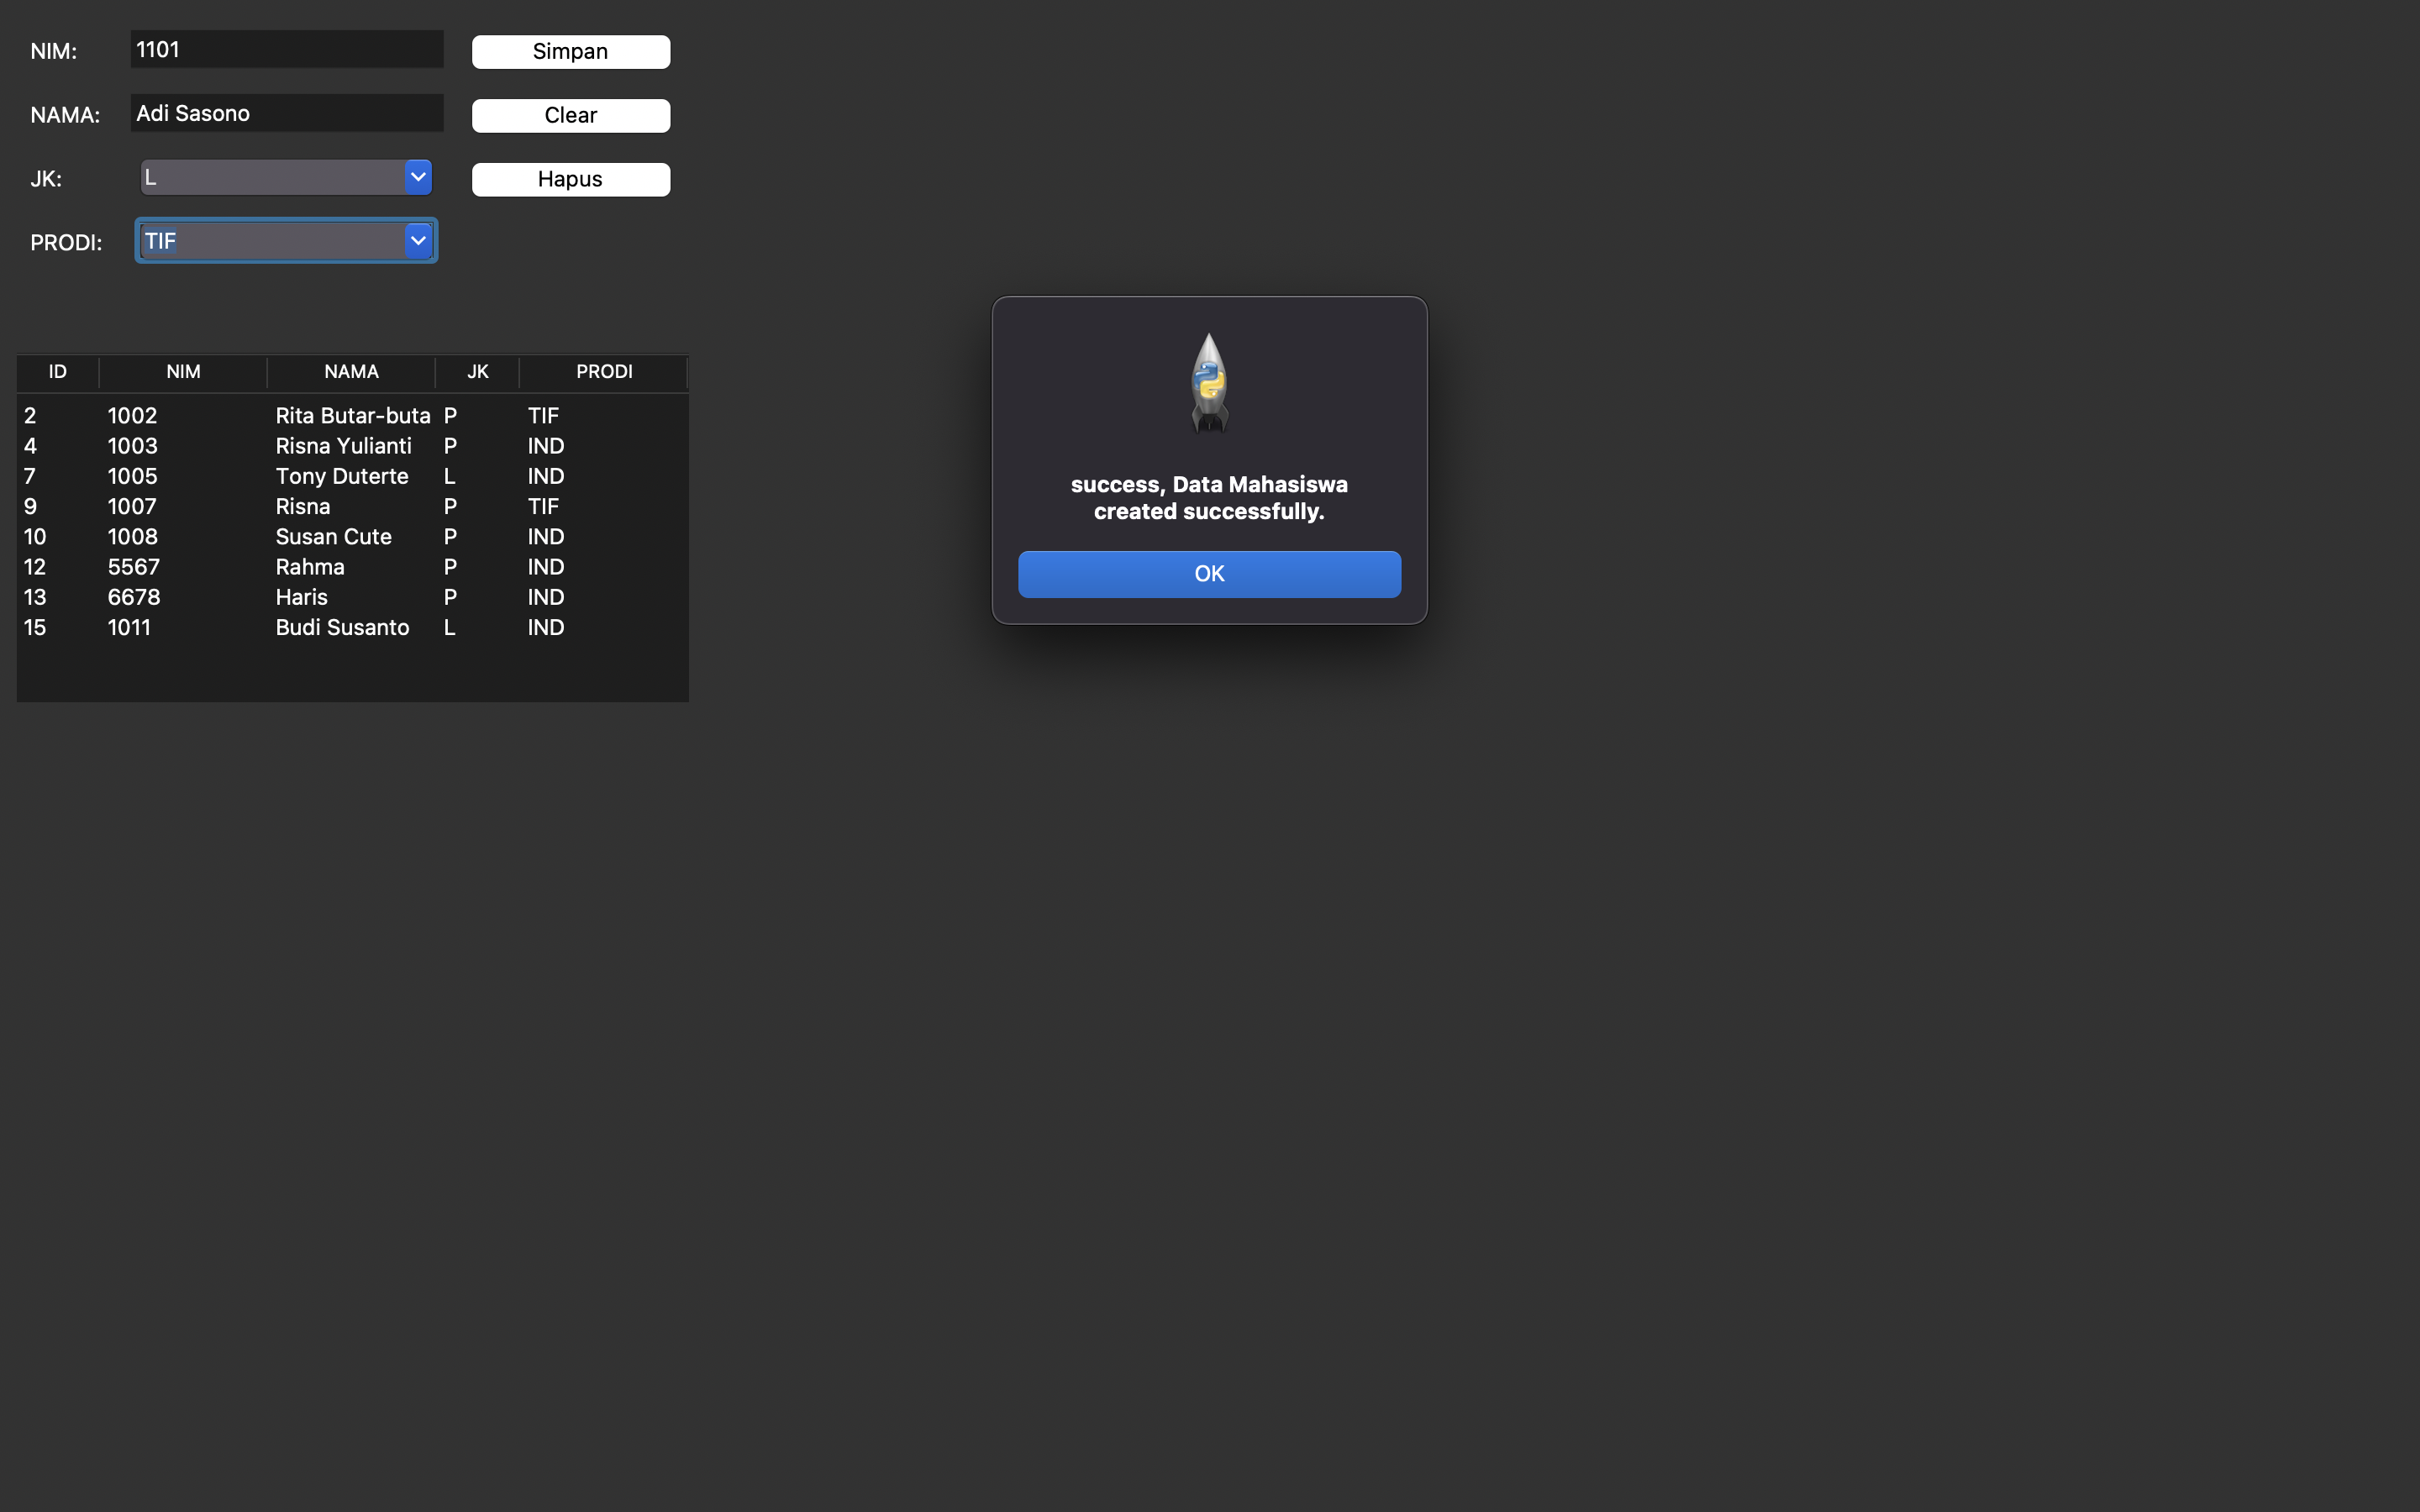 NIM: 1101 Simpan
NAMA: Adi Sasono Clear
JK: L Hapus
PRODI: TIF
ID NIM NAMA JK PRODI
2 1002 Rita Butar-buta P TIF
4 1003 Risna Yulianti P IND
7 1005 Tony Duterte L IND
9 1007 Risna P TIF
10 1008 Susan Cute P IND
12 5567 Rahma P IND
13 6678 Haris P IND
15 1011 Budi Susanto L IND
success, Data Mahasiswa
created successfully.
OK